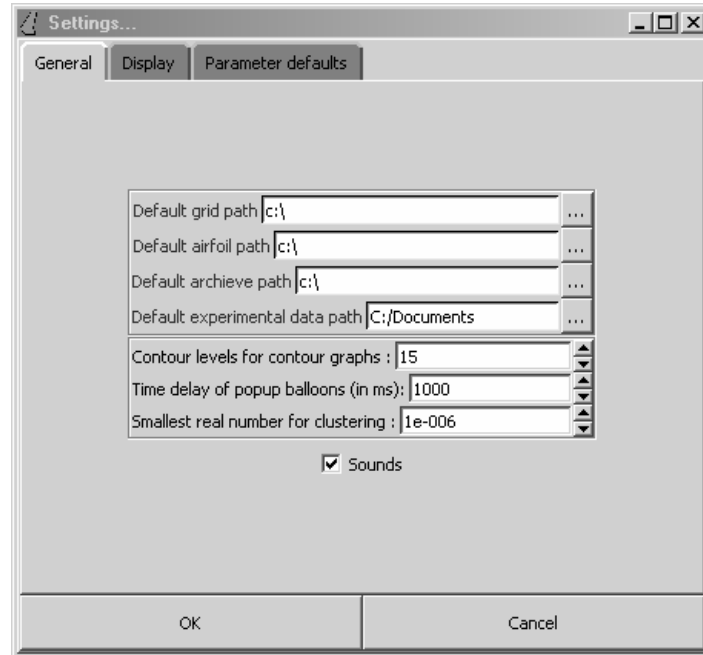 Settings...
General Display Parameter defaults
Default grid path c:\ ...
Default airfoil path c:\ ...
Default archieve path c:\ ...
Default experimental data path C:/Documents ...
Contour levels for contour graphs : 15
Time delay of popup balloons (in ms): 1000
Smallest real number for clustering : 1e-006
Sounds
OK Cancel